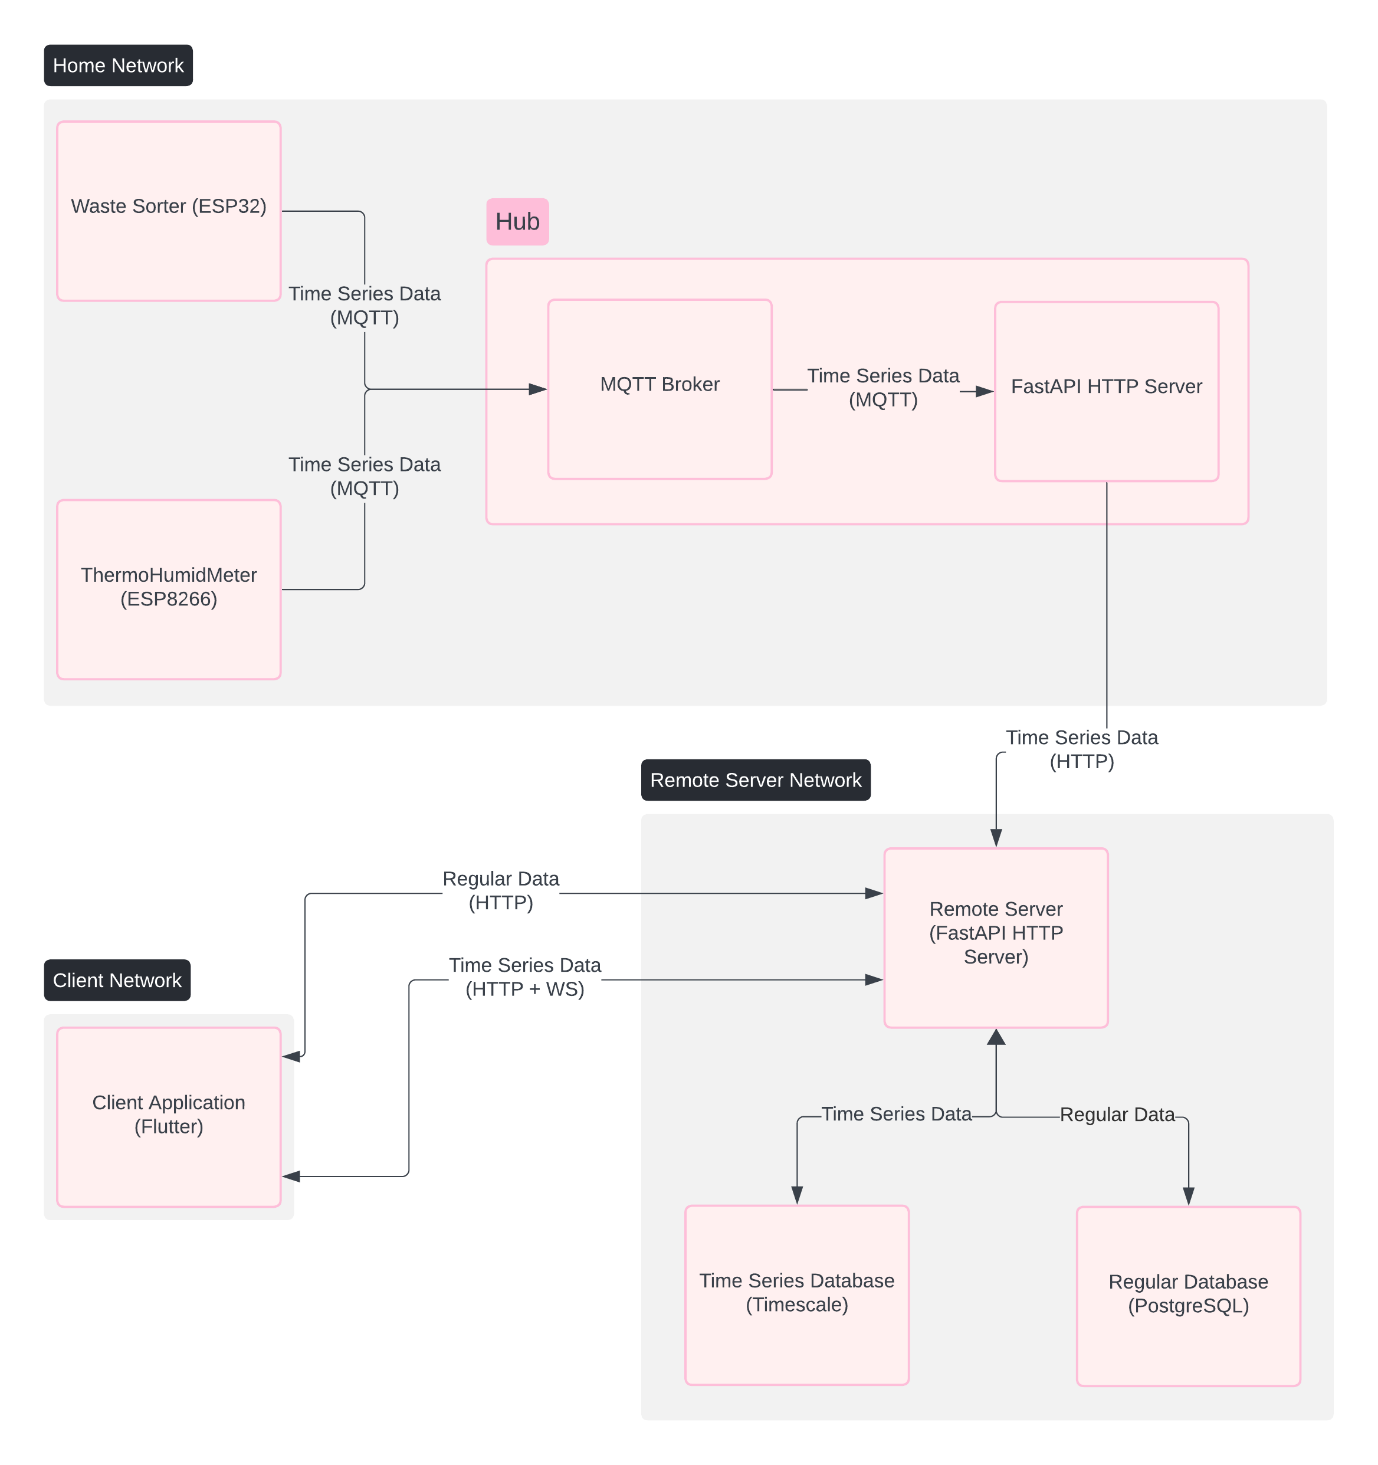 Home Network
Waste Sorter (ESP32)
Hub
Time Series Data
(MQTT)
MQTT Broker
Time Series Data
(MQTT)
FastAPI HTTP Server
Time Series Data
(MQTT)
ThermoHumidMeter
(ESP8266)
Time Series Data
(HTTP)
Remote Server Network
Regular Data
(HTTP)
Remote Server
(FastAPI HTTP
Server)
Time Series Data
(HTTP + WS)
Client Network
Client Application
(Flutter)
Time Series Data
Regular Data
Time Series Database
(Timescale)
Regular Database
(PostgreSQL)